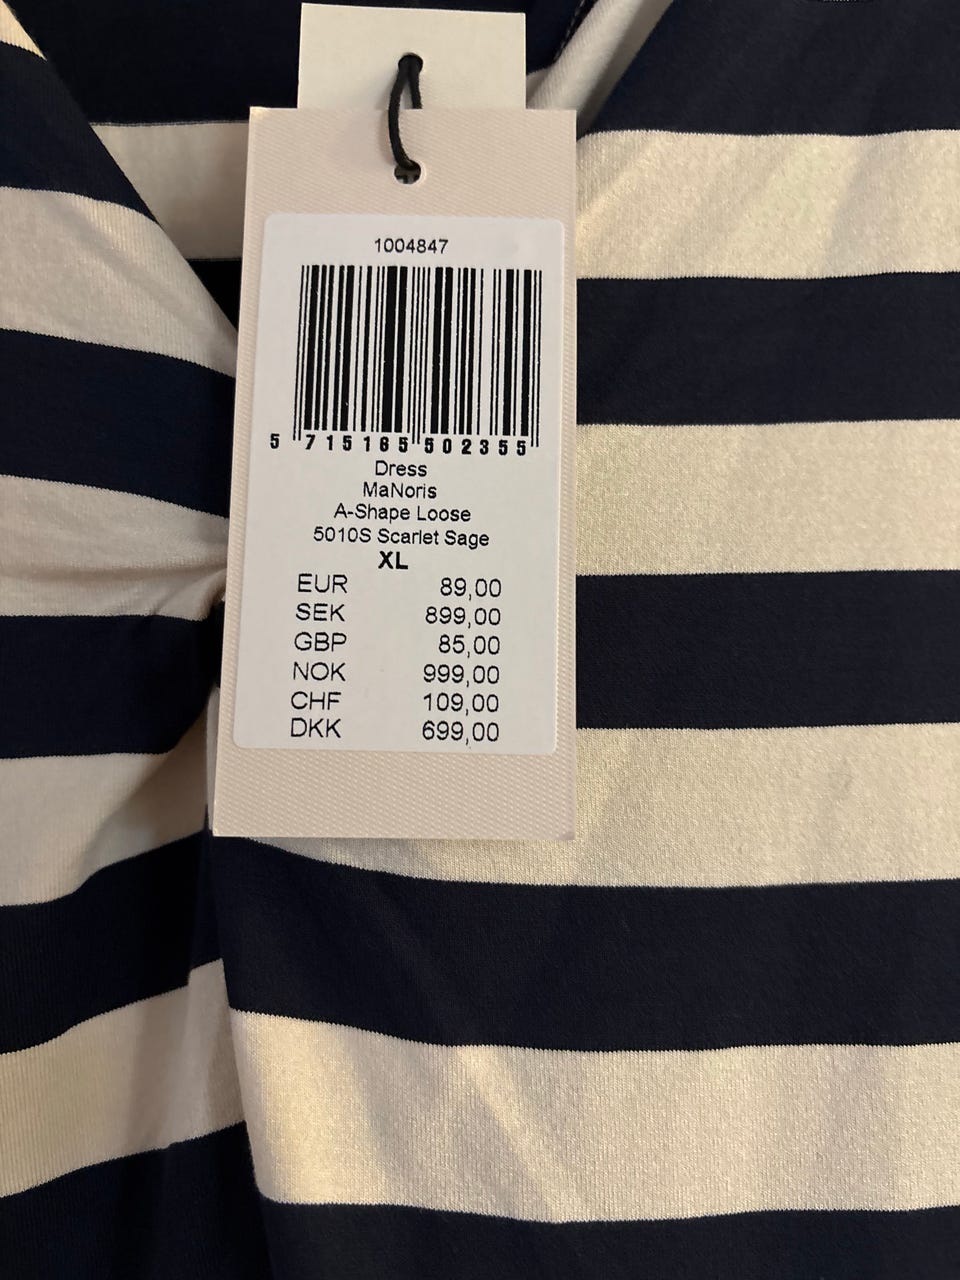 1004847
5 715165 502355
Dress
MaNoris
A-Shape Loose
5010S Scarlet Sage
XL
EUR 89,00
SEK 899,00
GBP 85,00
NOK 999,00
CHF 109,00
DKK 699,00